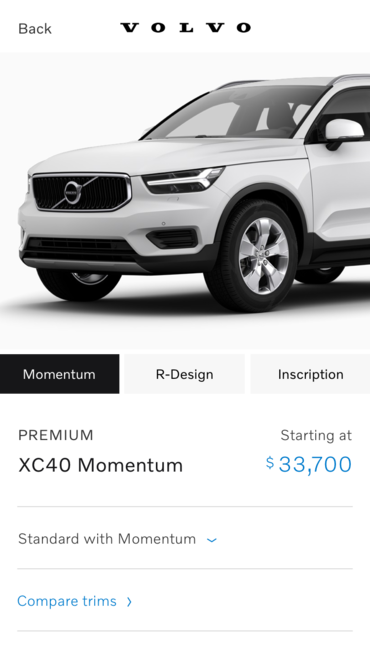 Back
VOLVO
Momentum
R-Design
Inscription
PREMIUM
Starting at
XC40 Momentum
$33,700
Standard with Momentum
Compare trims